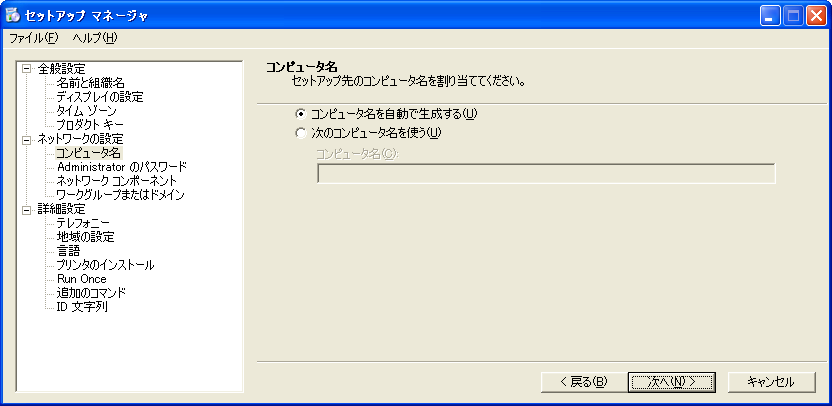 セットアップ マネージャ
ファイル(F) ヘルプ(H)
全般設定
名前と組織名
ディスプレイの設定
タイム ゾーン
プロダクト キー
ネットワークの設定
コンピュータ名
Administrator のパスワード
ネットワーク コンポーネント
ワークグループまたはドメイン
詳細設定
テレフォニー
地域の設定
言語
プリンタのインストール
Run Once
追加のコマンド
ID 文字列
コンピュータ名
セットアップ先のコンピュータ名を割り当ててください。
コンピュータ名を自動で生成する(U)
次のコンピュータ名を使う(U)
コンピュータ名(O):
< 戻る(B)
次へ(N) >
キャンセル